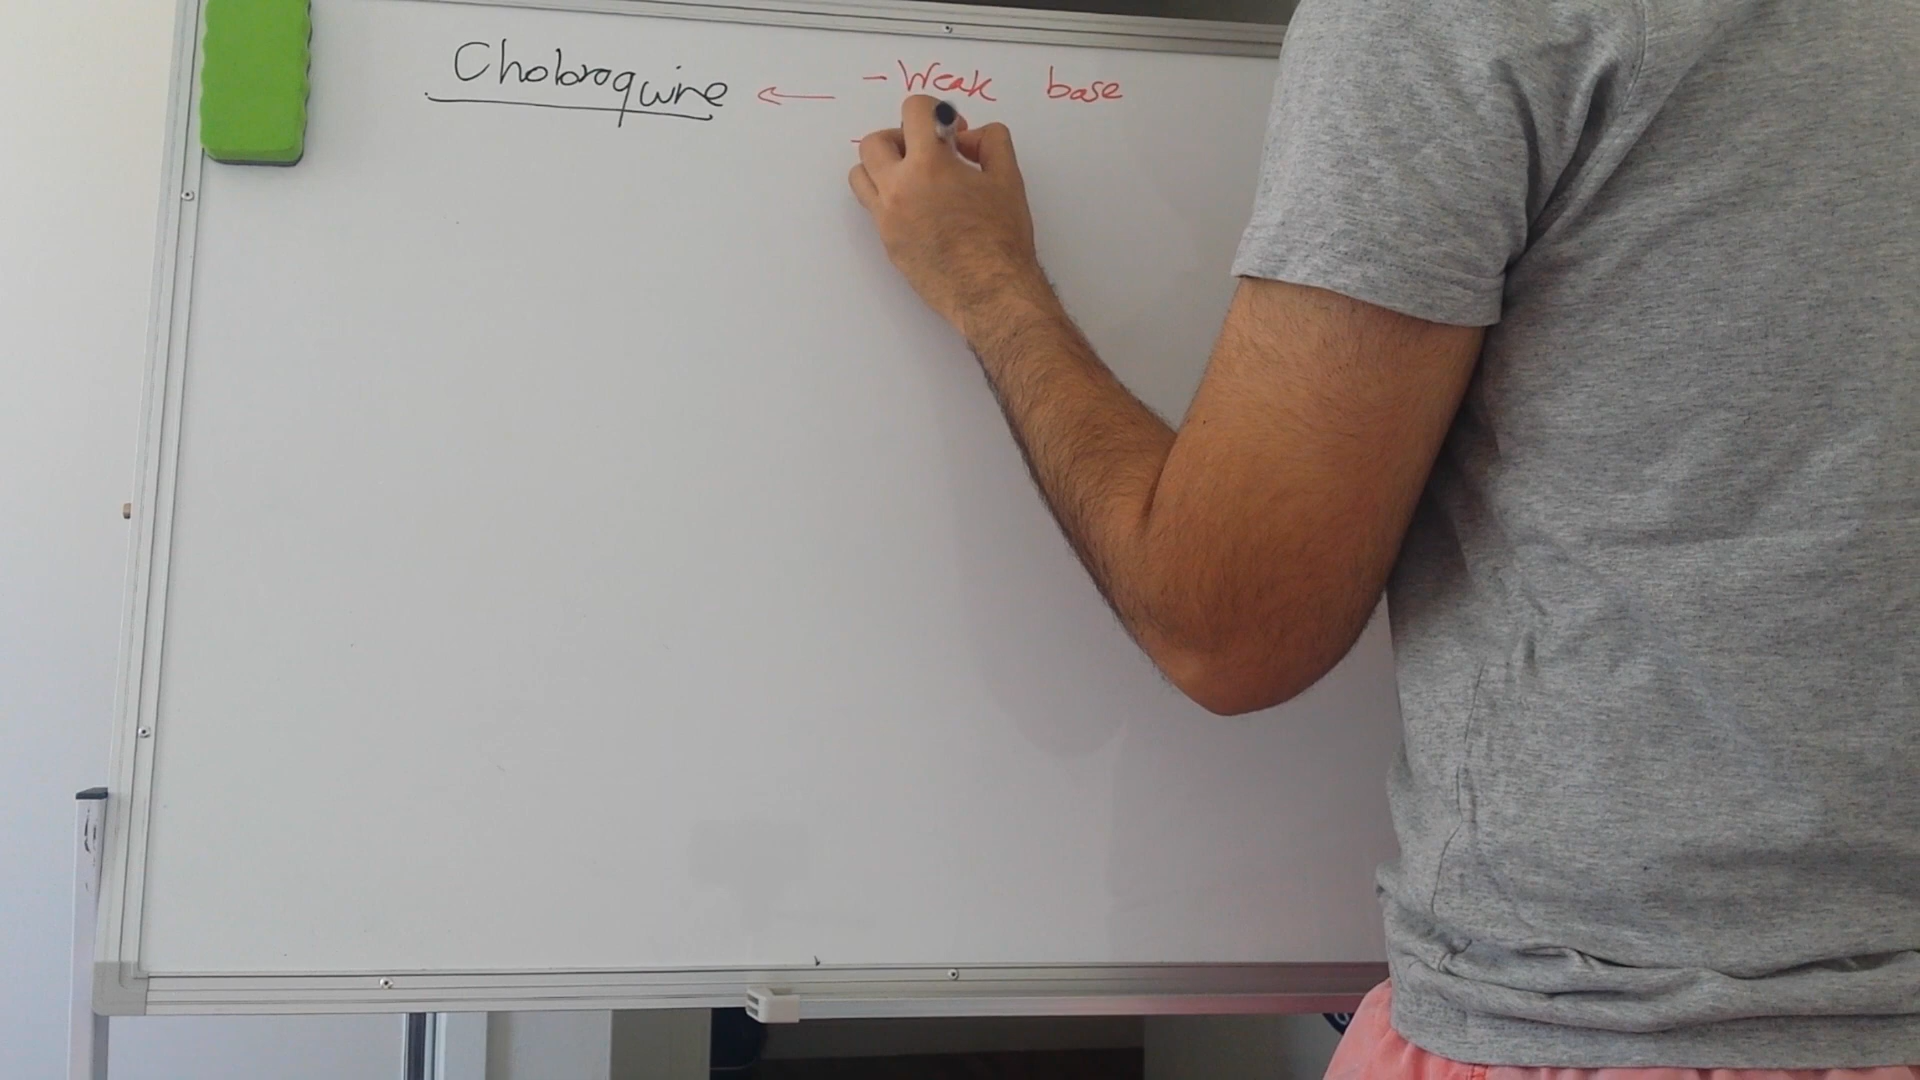 Choloroquine ← - Weak base
-